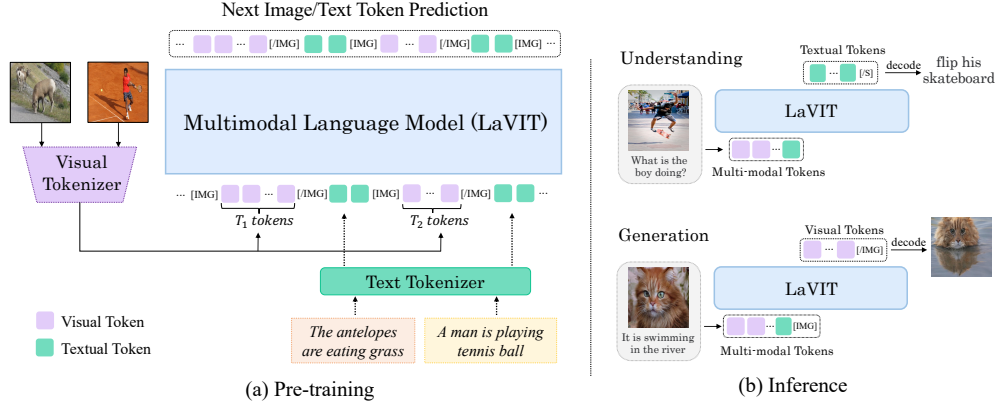 Next Image/Text Token Prediction
... ... [/IMG] [IMG] ... [/IMG] [IMG] ...
Multimodal Language Model (LaVIT)
Visual
Tokenizer
... [IMG] ... [/IMG] [IMG] ... [/IMG] ...
T1 tokens
T2 tokens
Text Tokenizer
The antelopes
are eating grass
A man is playing
tennis ball
Visual Token
Textual Token
(a) Pre-training
Understanding
Textual Tokens
... [/S]
decode
flip his
skateboard
LaVIT
What is the
boy doing?
...
Multi-modal Tokens
Generation
Visual Tokens
... [/IMG]
decode
LaVIT
It is swimming
in the river
... [IMG]
Multi-modal Tokens
(b) Inference